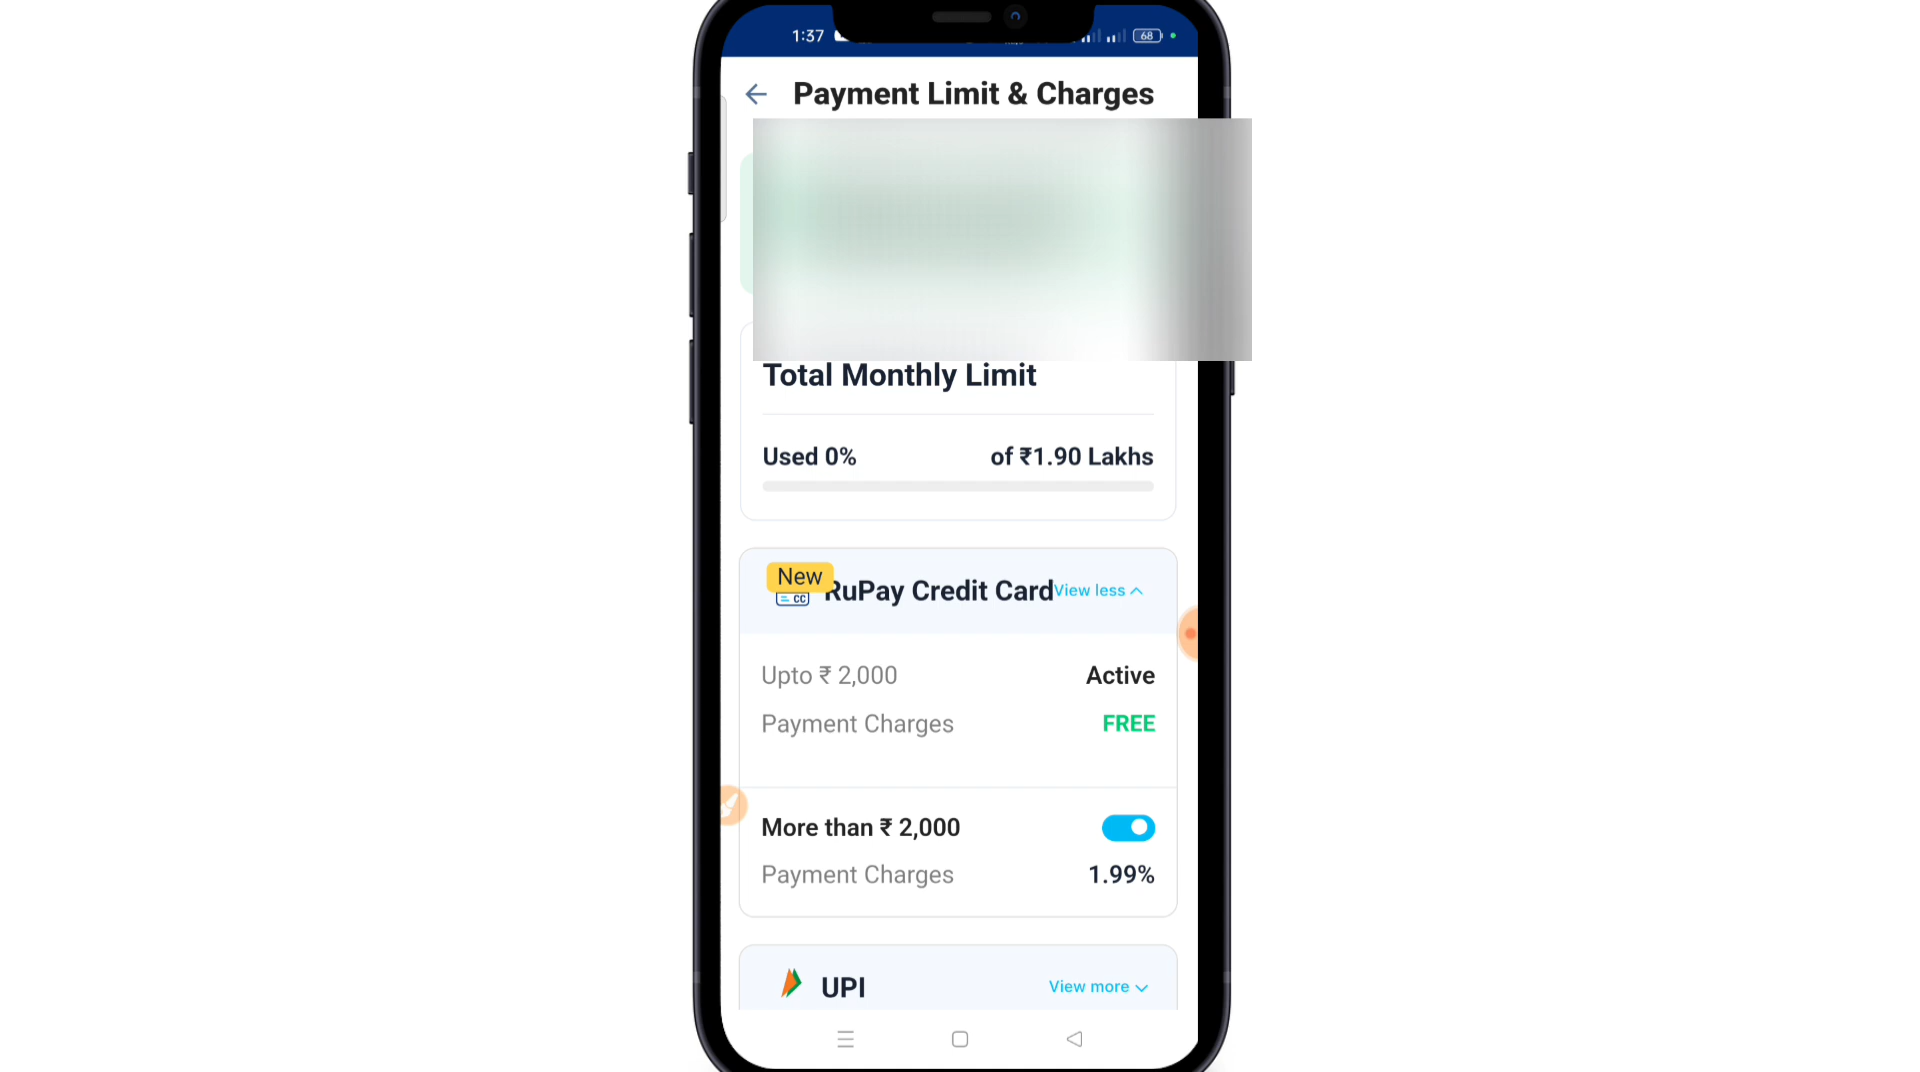 1:37
68
Payment Limit & Charges
Total Monthly Limit
Used 0% of ₹1.90 Lakhs
New
CC RuPay Credit Card View less
Upto ₹ 2,000 Active
Payment Charges FREE
More than ₹ 2,000
Payment Charges 1.99%
UPI View more